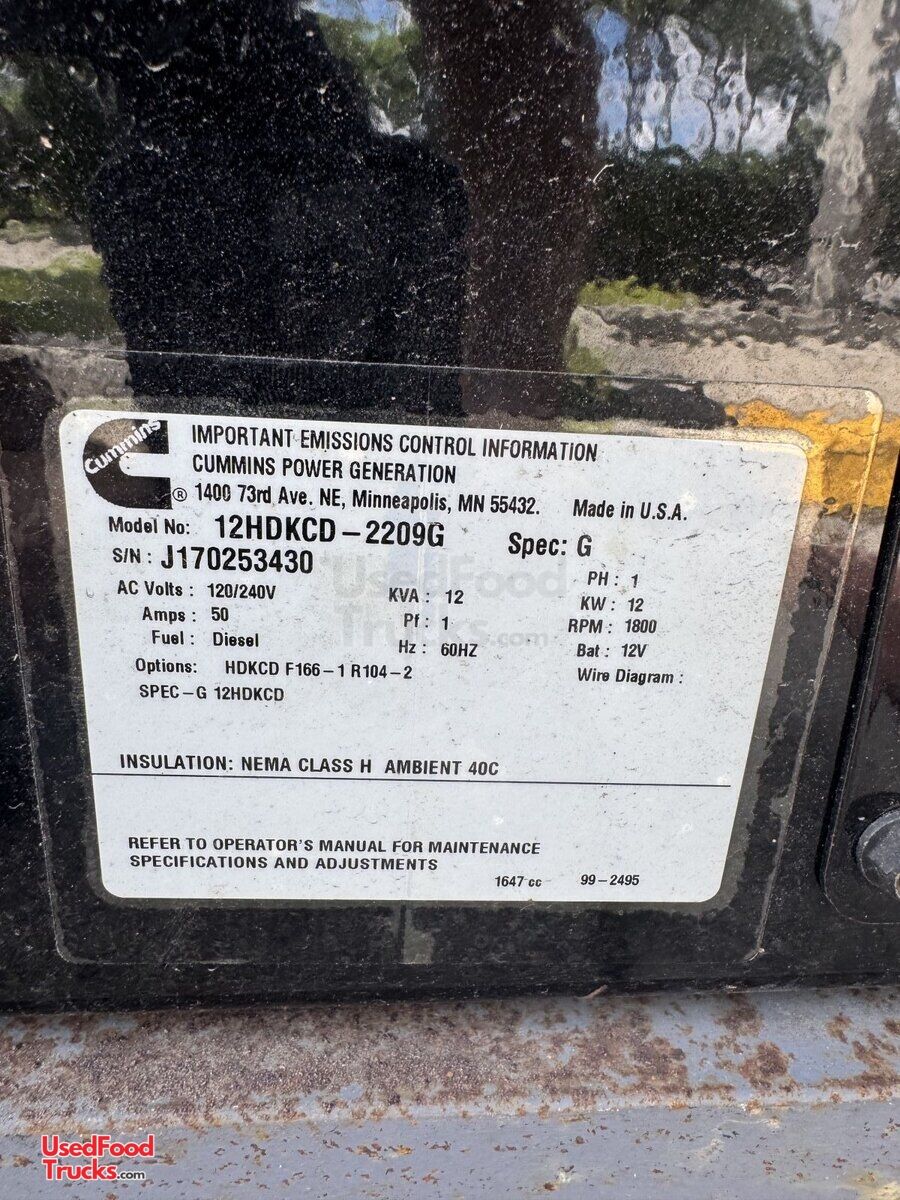 Cummins
®
IMPORTANT EMISSIONS CONTROL INFORMATION
CUMMINS POWER GENERATION
1400 73rd Ave. NE, Minneapolis, MN 55432. Made in U.S.A.
Model No: 12HDKCD-2209G Spec: G
S/N : J170253430
AC Volts : 120/240V KVA : 12 PH : 1
Amps : 50 Pf : 1 KW : 12
Fuel : Diesel Hz : 60HZ RPM : 1800
Bat : 12V
Options: HDKCD F166-1 R104-2 Wire Diagram :
SPEC-G 12HDKCD
INSULATION: NEMA CLASS H AMBIENT 40C
REFER TO OPERATOR'S MANUAL FOR MAINTENANCE
SPECIFICATIONS AND ADJUSTMENTS
1647 cc 99-2495
UsedFood
Trucks.com
UsedFood
Trucks.com